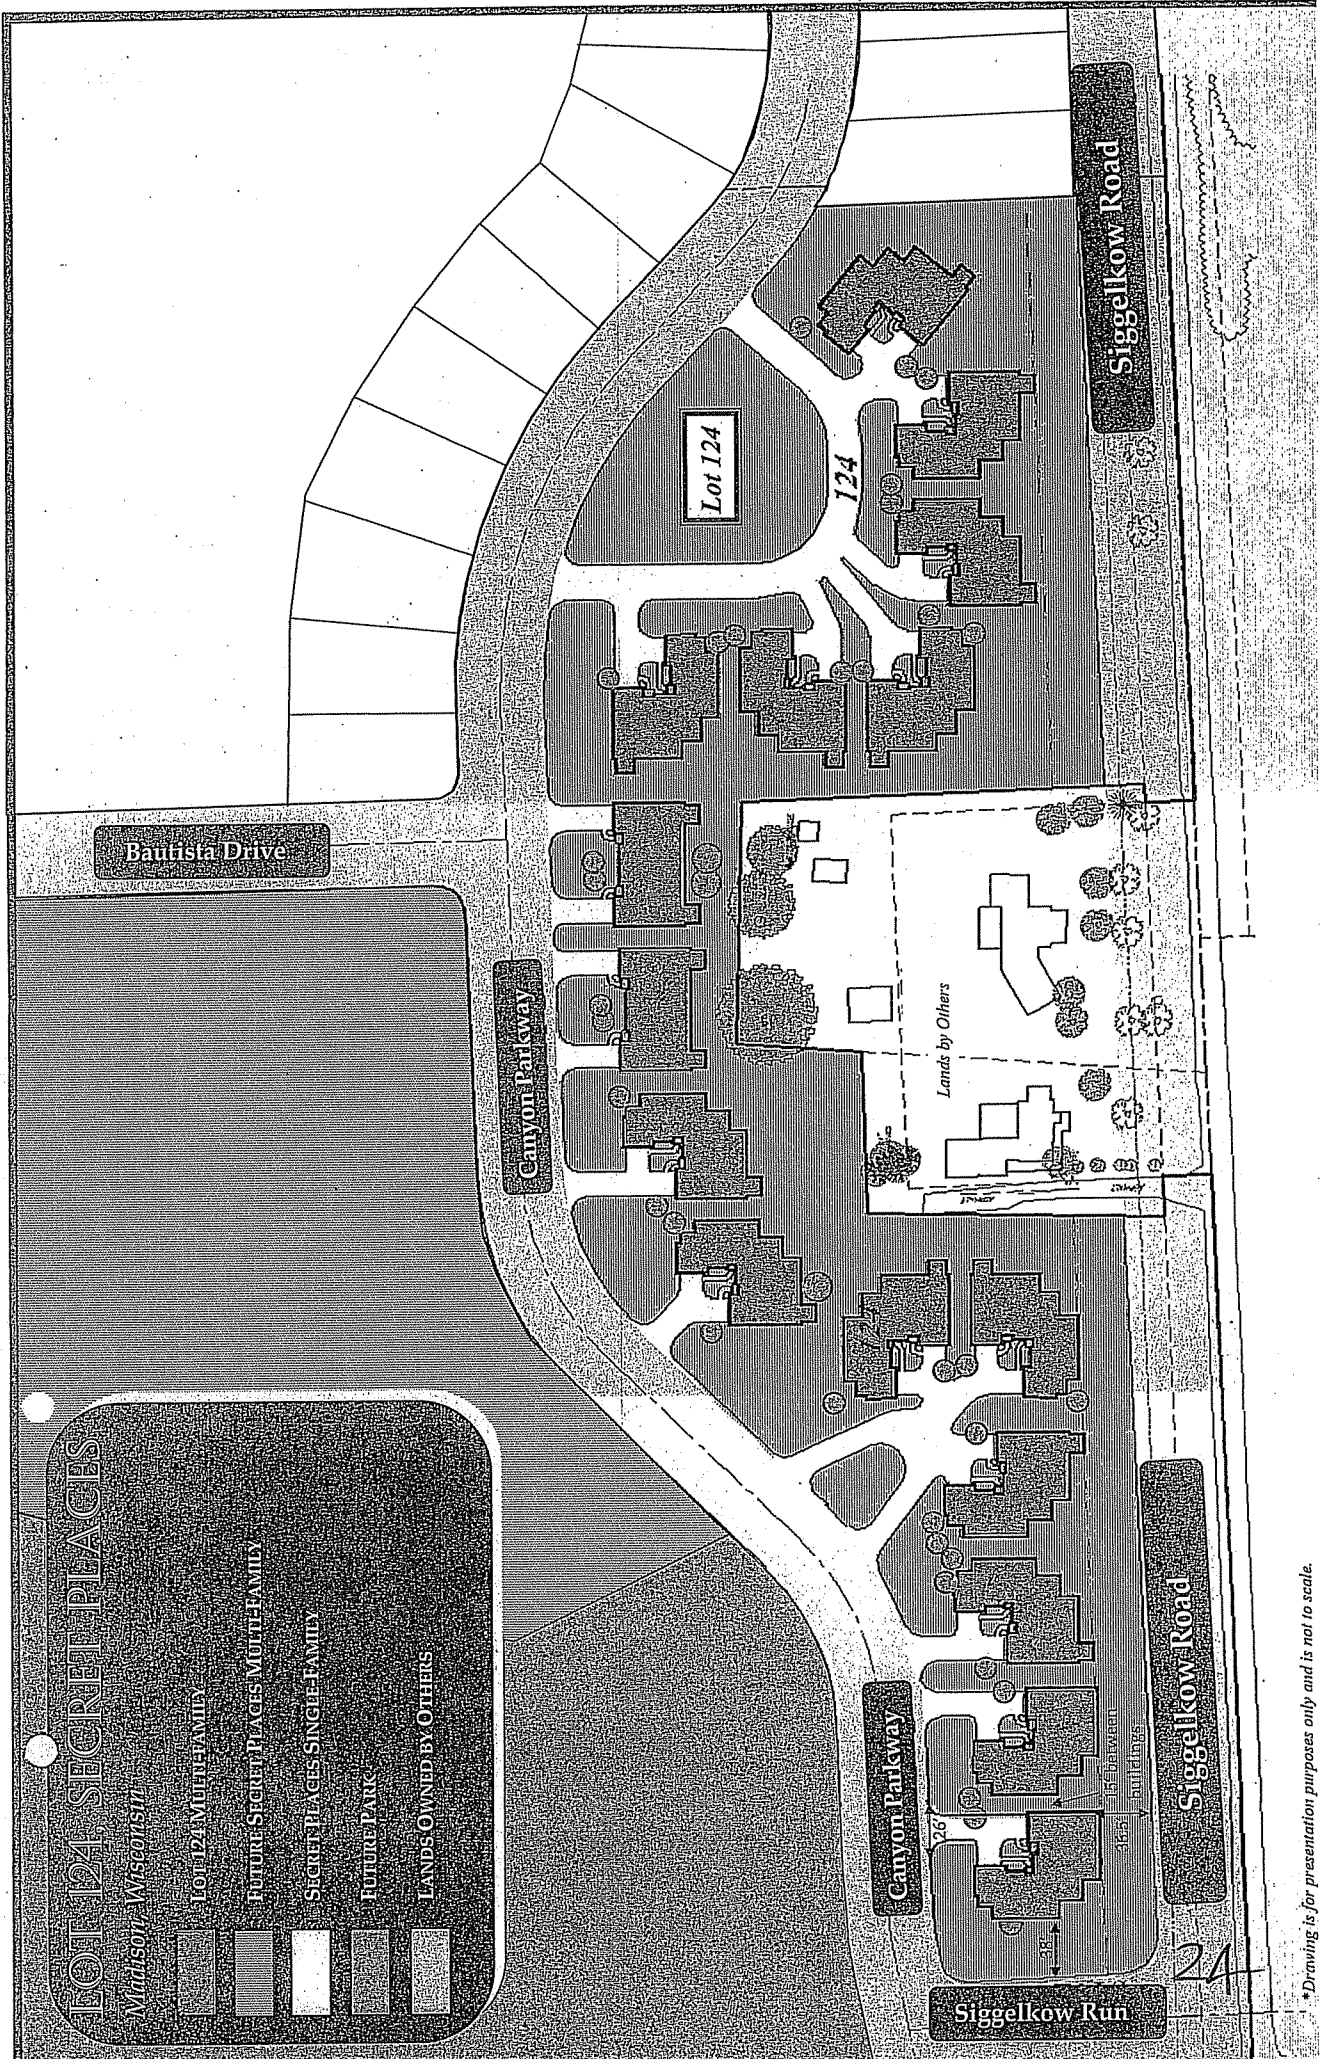 LOT 124, SECRET PLACES
Madison, Wisconsin
LOT 124 MULTI-FAMILY
FUTURE SECRET PLACES MULTI-FAMILY
SECRET PLACES SINGLE-FAMILY
FUTURE PARK
LANDS OWNED BY OTHERS
Bautista Drive
Canyon Parkway
Lot 124
124
Siggelkow Road
Lands by Others
Canyon Parkway
26'
between
buildings
Siggelkow Road
Siggelkow Run
24
*Drawing is for presentation purposes only and is not to scale.